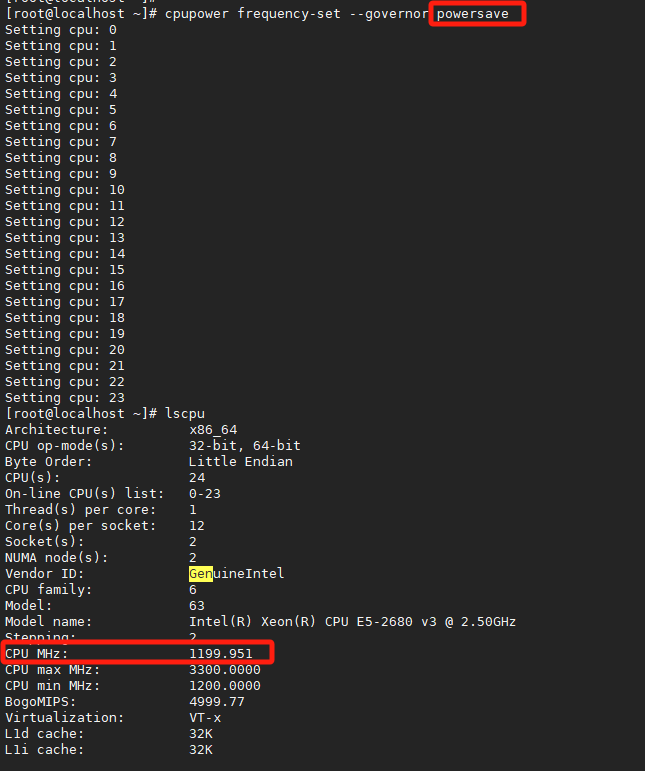 [root@localhost ~]#
[root@localhost ~]# cpupower frequency-set --governor powersave
Setting cpu: 0
Setting cpu: 1
Setting cpu: 2
Setting cpu: 3
Setting cpu: 4
Setting cpu: 5
Setting cpu: 6
Setting cpu: 7
Setting cpu: 8
Setting cpu: 9
Setting cpu: 10
Setting cpu: 11
Setting cpu: 12
Setting cpu: 13
Setting cpu: 14
Setting cpu: 15
Setting cpu: 16
Setting cpu: 17
Setting cpu: 18
Setting cpu: 19
Setting cpu: 20
Setting cpu: 21
Setting cpu: 22
Setting cpu: 23
[root@localhost ~]# lscpu
Architecture: x86_64
CPU op-mode(s): 32-bit, 64-bit
Byte Order: Little Endian
CPU(s): 24
On-line CPU(s) list: 0-23
Thread(s) per core: 1
Core(s) per socket: 12
Socket(s): 2
NUMA node(s): 2
Vendor ID: GenuineIntel
CPU family: 6
Model: 63
Model name: Intel(R) Xeon(R) CPU E5-2680 v3 @ 2.50GHz
Stepping: 2
CPU MHz: 1199.951
CPU max MHz: 3300.0000
CPU min MHz: 1200.0000
BogoMIPS: 4999.77
Virtualization: VT-x
L1d cache: 32K
L1i cache: 32K